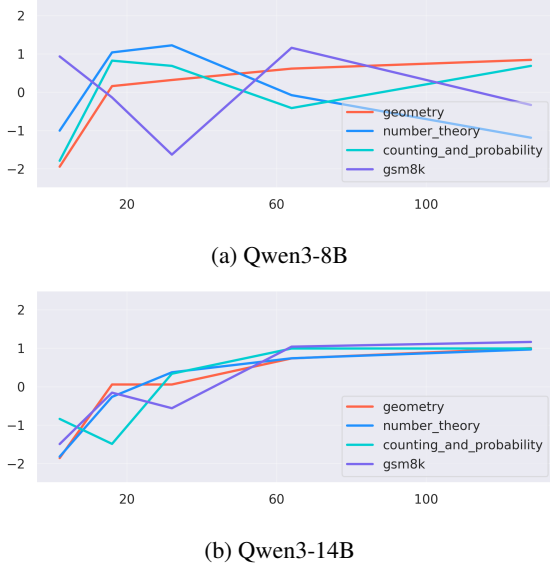 2
1
0
−1
−2
geometry
number_theory
counting_and_probability
gsm8k
20 60 100
(a) Qwen3-8B
2
1
0
−1
−2
geometry
number_theory
counting_and_probability
gsm8k
20 60 100
(b) Qwen3-14B